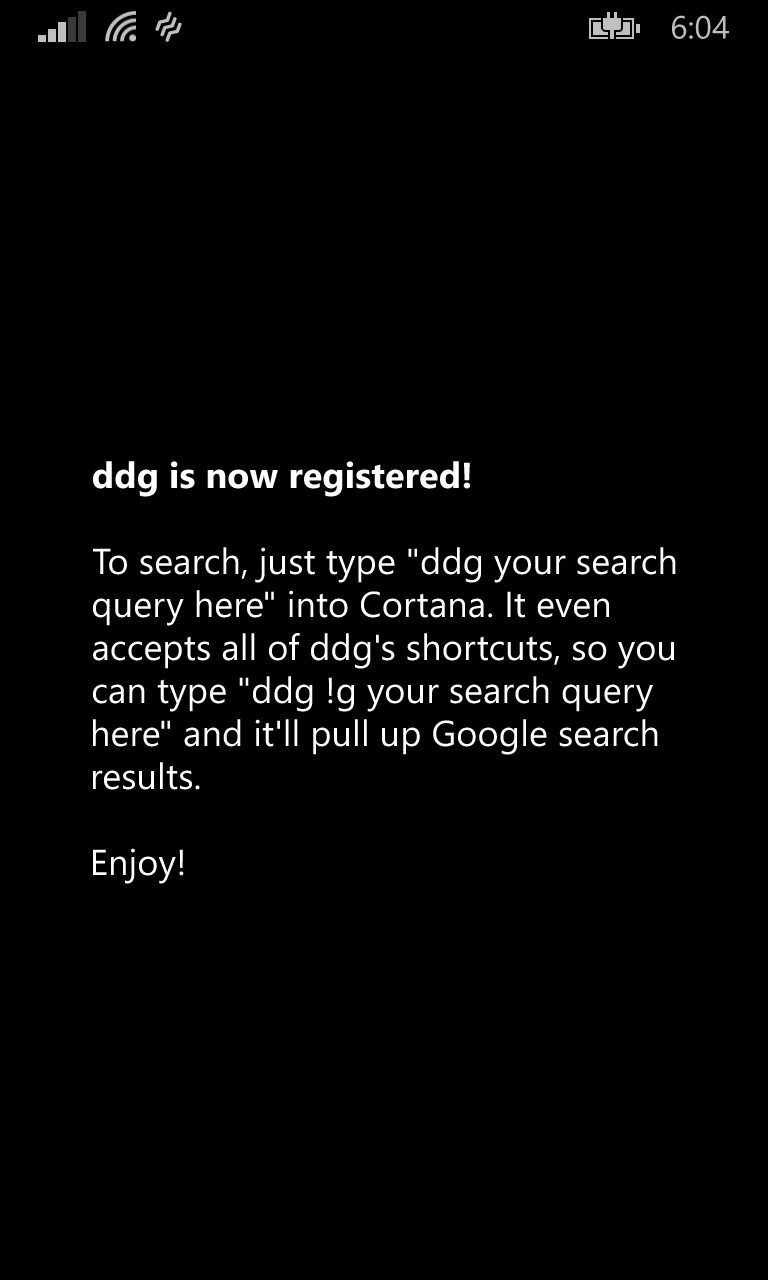 6:04
ddg is now registered!
To search, just type "ddg your search
query here" into Cortana. It even
accepts all of ddg's shortcuts, so you
can type "ddg !g your search query
here" and it'll pull up Google search
results.
Enjoy!